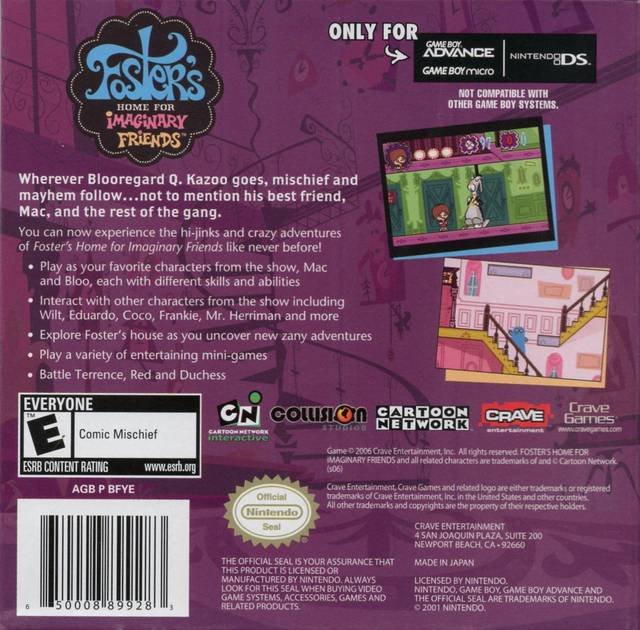 FOSTER'S
HOME FOR
IMAGINARY
FRIENDS™
ONLY FOR
GAME BOY
ADVANCE
GAME BOY micro
NINTENDO DS™
NOT COMPATIBLE WITH
OTHER GAME BOY SYSTEMS.
Wherever Blooregard Q. Kazoo goes, mischief and
mayhem follow...not to mention his best friend,
Mac, and the rest of the gang.
You can now experience the hi-jinks and crazy adventures
of Foster's Home for Imaginary Friends like never before!
• Play as your favorite characters from the show, Mac
and Bloo, each with different skills and abilities
• Interact with other characters from the show including
Wilt, Eduardo, Coco, Frankie, Mr. Herriman and more
• Explore Foster's house as you uncover new zany adventures
• Play a variety of entertaining mini-games
• Battle Terrence, Red and Duchess
EVERYONE
E™
Comic Mischief
ESRB CONTENT RATING www.esrb.org
CN
CARTOON NETWORK
interactive
COLLISION
STUDIOS
CARTOON
NETWORK
CRAVE
entertainment
Crave
Games™
www.cravegames.com
Game © 2006 Crave Entertainment, Inc. All rights reserved. FOSTER'S HOME FOR
IMAGINARY FRIENDS and all related characters are trademarks of and © Cartoon Network.
(s06)
Crave Entertainment, Crave Games and related logo are either trademarks or registered
trademarks of Crave Entertainment, Inc. in the United States and other countries.
All other trademarks and copyrights are the property of their respective holders.
AGB P BFYE
Official
Nintendo
Seal
CRAVE ENTERTAINMENT
4 SAN JOAQUIN PLAZA, SUITE 200
NEWPORT BEACH, CA • 92660
MADE IN JAPAN
THE OFFICIAL SEAL IS YOUR ASSURANCE THAT
THIS PRODUCT IS LICENSED OR
MANUFACTURED BY NINTENDO. ALWAYS
LOOK FOR THIS SEAL WHEN BUYING VIDEO
GAME SYSTEMS, ACCESSORIES, GAMES AND
RELATED PRODUCTS.
LICENSED BY NINTENDO.
NINTENDO, GAME BOY, GAME BOY ADVANCE AND
THE OFFICIAL SEAL ARE TRADEMARKS OF NINTENDO.
© 2001 NINTENDO.
6 50008 89928 3